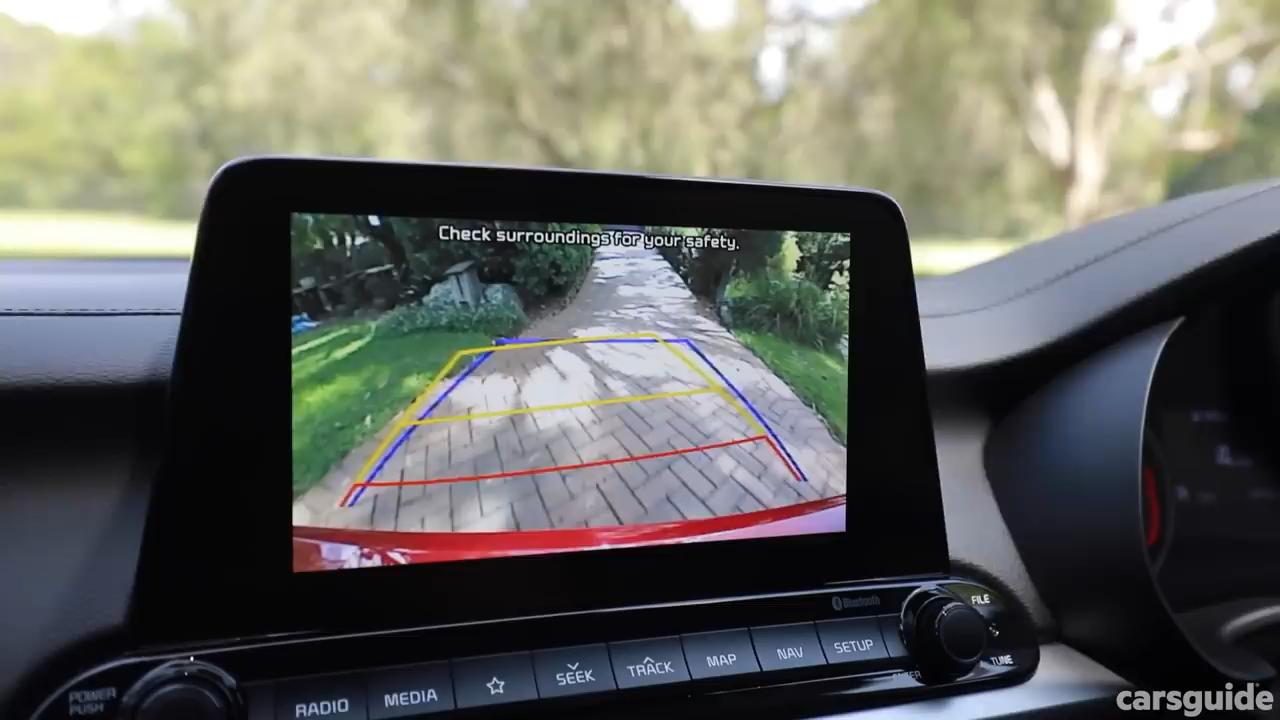 Check surroundings for your safety.
Bluetooth
FILE
POWER
PUSH
RADIO
MEDIA
SEEK
TRACK
MAP
NAV
SETUP
TUNE
carsguide